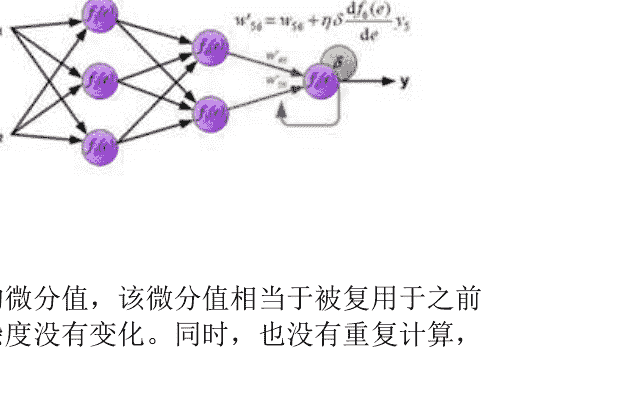 w'₅₆ = w₅₆ + ηδ df₆(e)/de y₅
δ
y
微分值，该微分值相当于被复用于之前
度没有变化。同时，也没有重复计算，